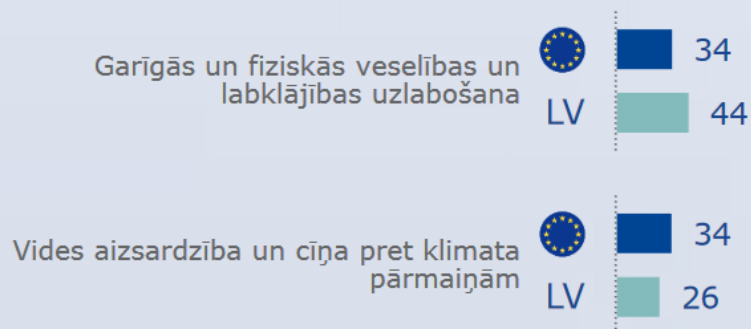 Garīgās un fiziskās veselības un
labklājības uzlabošana
34
LV 44
Vides aizsardzība un cīņa pret klimata
pārmaiņām
34
LV 26